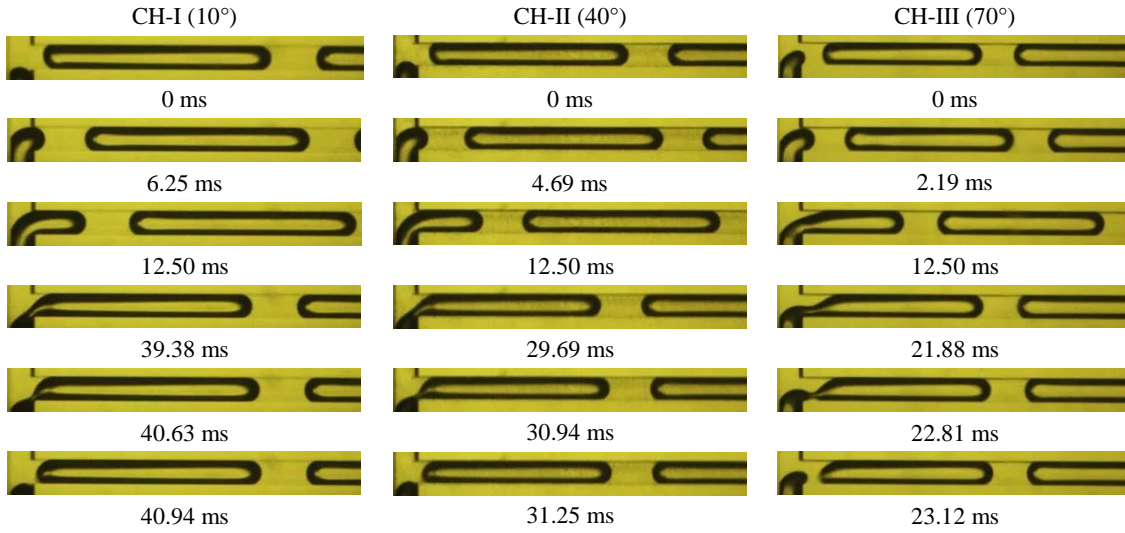 CH-I (10°) CH-II (40°) CH-III (70°)
0 ms 0 ms 0 ms
6.25 ms 4.69 ms 2.19 ms
12.50 ms 12.50 ms 12.50 ms
39.38 ms 29.69 ms 21.88 ms
40.63 ms 30.94 ms 22.81 ms
40.94 ms 31.25 ms 23.12 ms